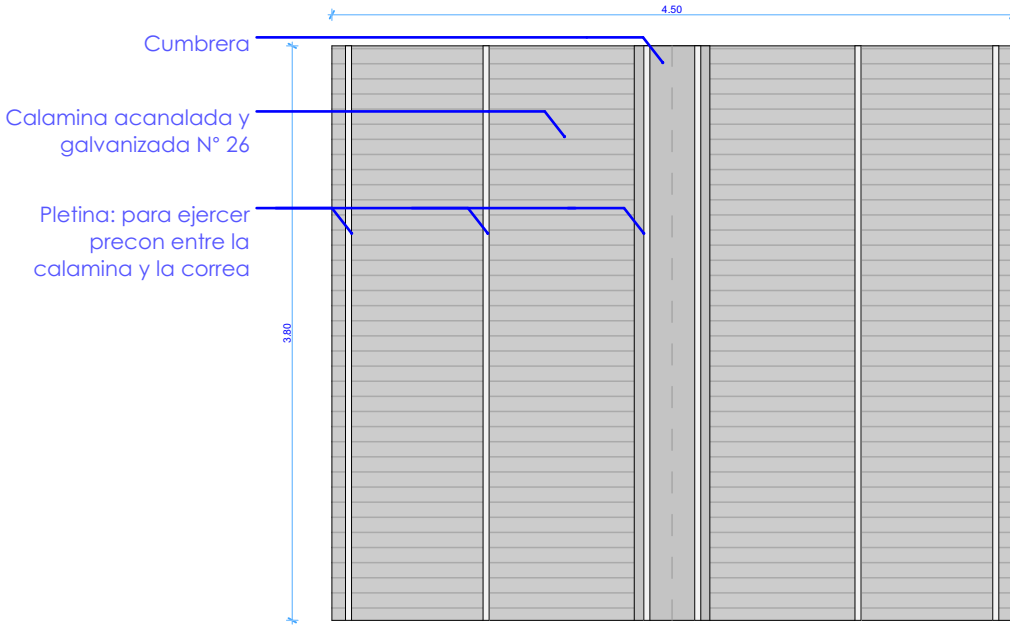 4.50
Cumbrera
Calamina acanalada y
galvanizada N° 26
Pletina: para ejercer
precon entre la
calamina y la correa
3.80